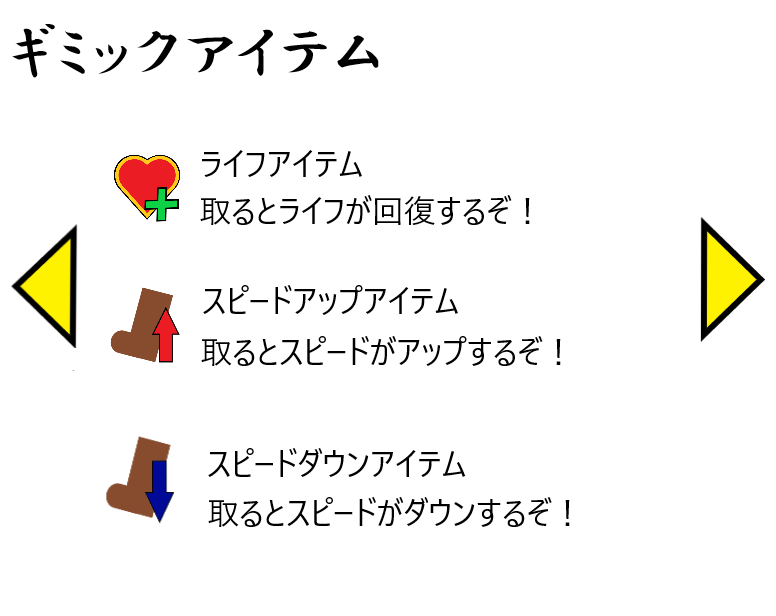 ギミックアイテム
ライフアイテム
取るとライフが回復するぞ！
スピードアップアイテム
取るとスピードがアップするぞ！
スピードダウンアイテム
取るとスピードがダウンするぞ！